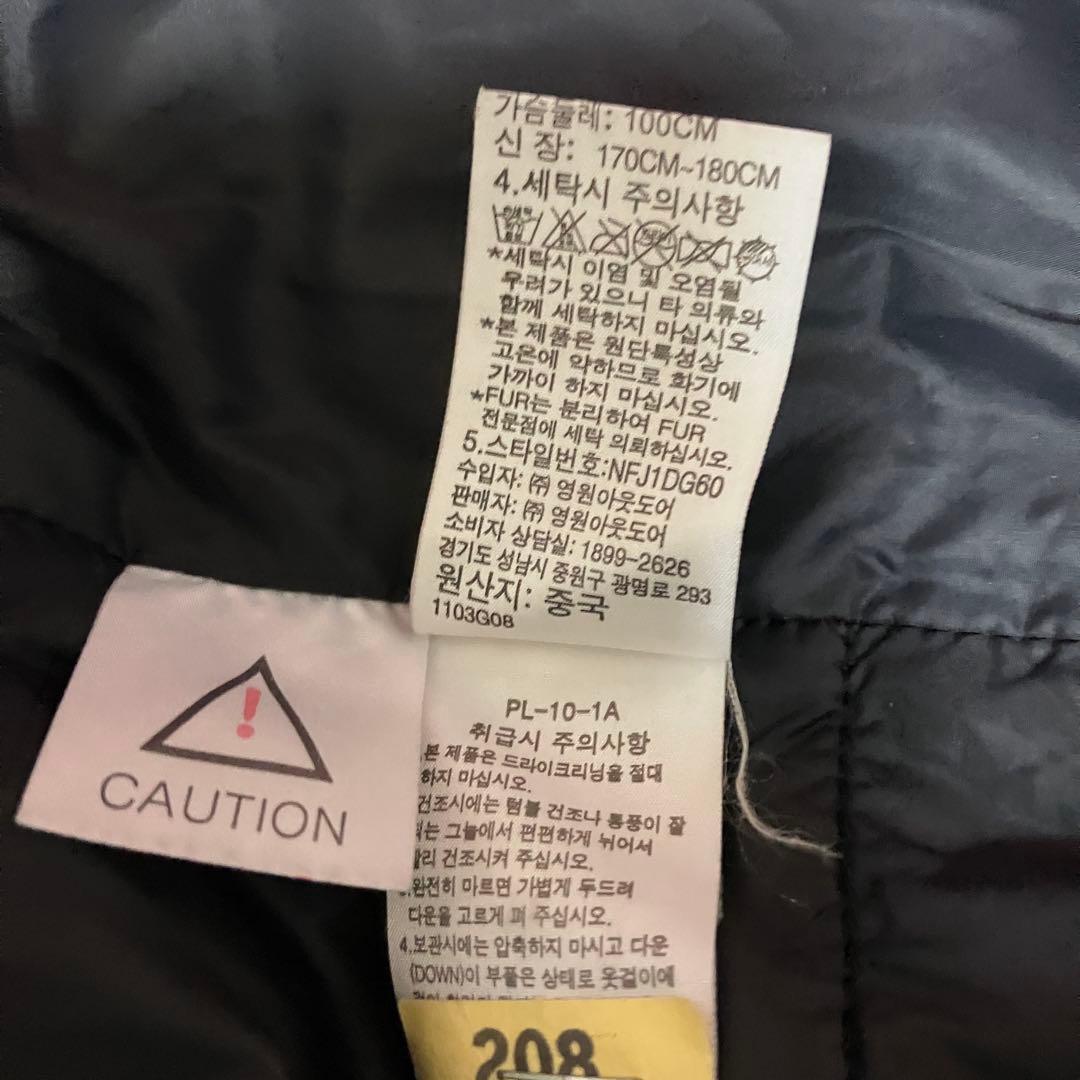 가슴둘레: 100CM
신 장: 170CM~180CM
4.세탁시 주의사항
*세탁시 이염 및 오염될
우려가 있으니 타 의류와
함께 세탁하지 마십시오.
*본 제품은 원단특성상
고온에 약하므로 화기에
가까이 하지 마십시오.
*FUR는 분리하여 FUR
전문점에 세탁 의뢰하십시오.
5.스타일번호:NFJ1DG60
수입자: ㈜ 영원아웃도어
판매자: ㈜ 영원아웃도어
소비자 상담실: 1899-2626
경기도 성남시 중원구 광명로 293
원산지: 중국
1103G08
CAUTION
PL-10-1A
취급시 주의사항
본 제품은 드라이크리닝을 절대
하지 마십시오.
건조시에는 텀블 건조나 통풍이 잘
그늘에서 편편하게 뉘어서
건조시켜 주십시오.
완전히 마르면 가볍게 두드려
다운을 고르게 펴 주십시오.
4.보관시에는 압축하지 마시고 다운
(DOWN)이 부풀은 상태로 옷걸이에
208